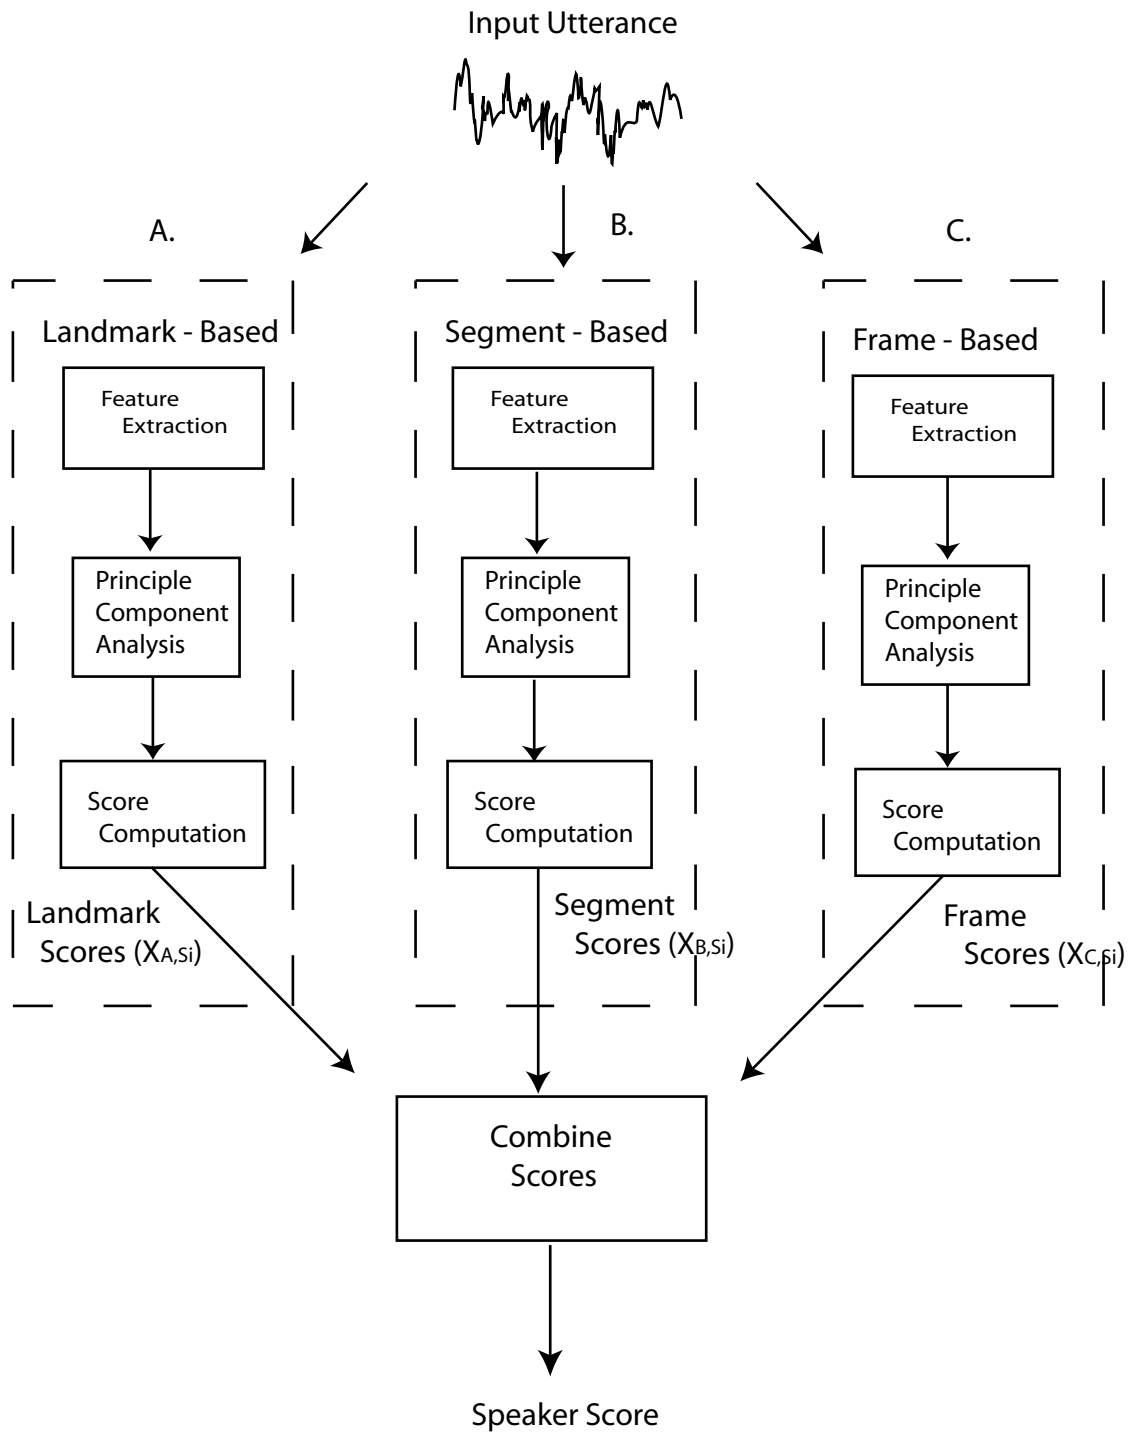 Input Utterance
A.
B.
C.
Landmark - Based
Feature
Extraction
Principle
Component
Analysis
Score
Computation
Landmark
Scores (XA,Si)
Segment - Based
Feature
Extraction
Principle
Component
Analysis
Score
Computation
Segment
Scores (XB,Si)
Frame - Based
Feature
Extraction
Principle
Component
Analysis
Score
Computation
Frame
Scores (XC,Si)
Combine
Scores
Speaker Score